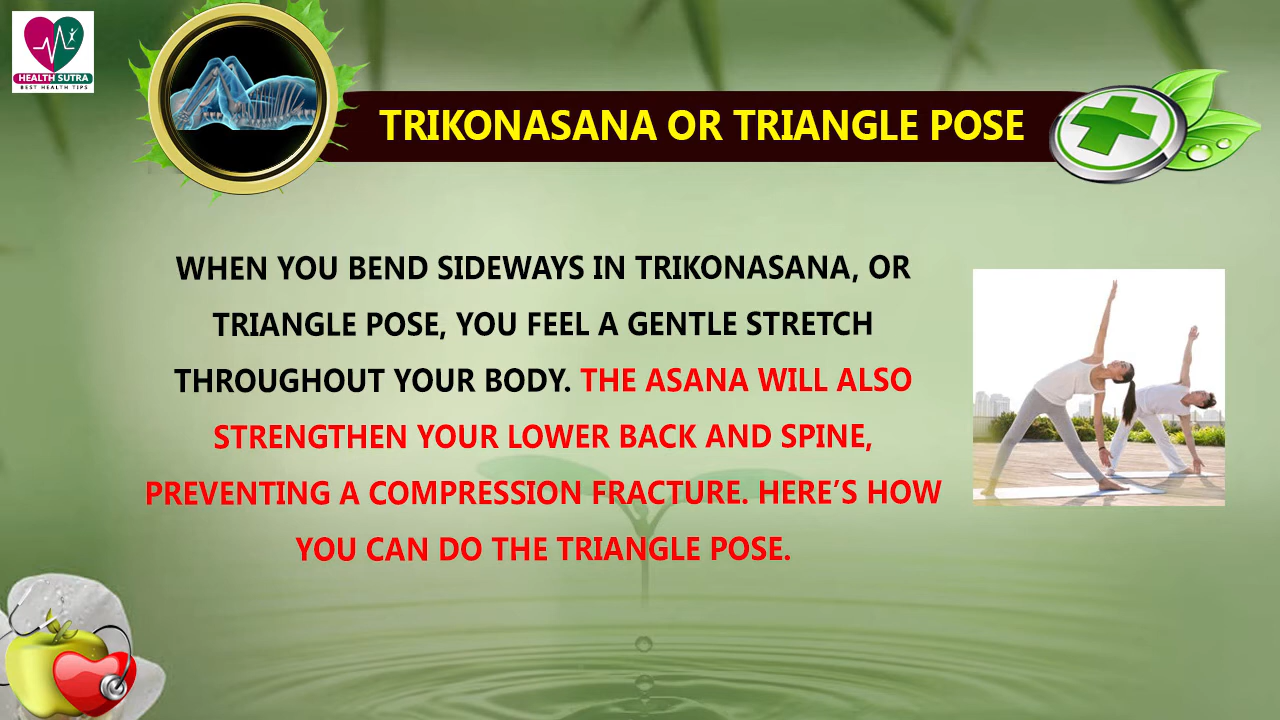 HEALTH SUTRA
BEST HEALTH TIPS
TRIKONASANA OR TRIANGLE POSE
WHEN YOU BEND SIDEWAYS IN TRIKONASANA, OR
TRIANGLE POSE, YOU FEEL A GENTLE STRETCH
THROUGHOUT YOUR BODY. THE ASANA WILL ALSO
STRENGTHEN YOUR LOWER BACK AND SPINE,
PREVENTING A COMPRESSION FRACTURE. HERE’S HOW
YOU CAN DO THE TRIANGLE POSE.